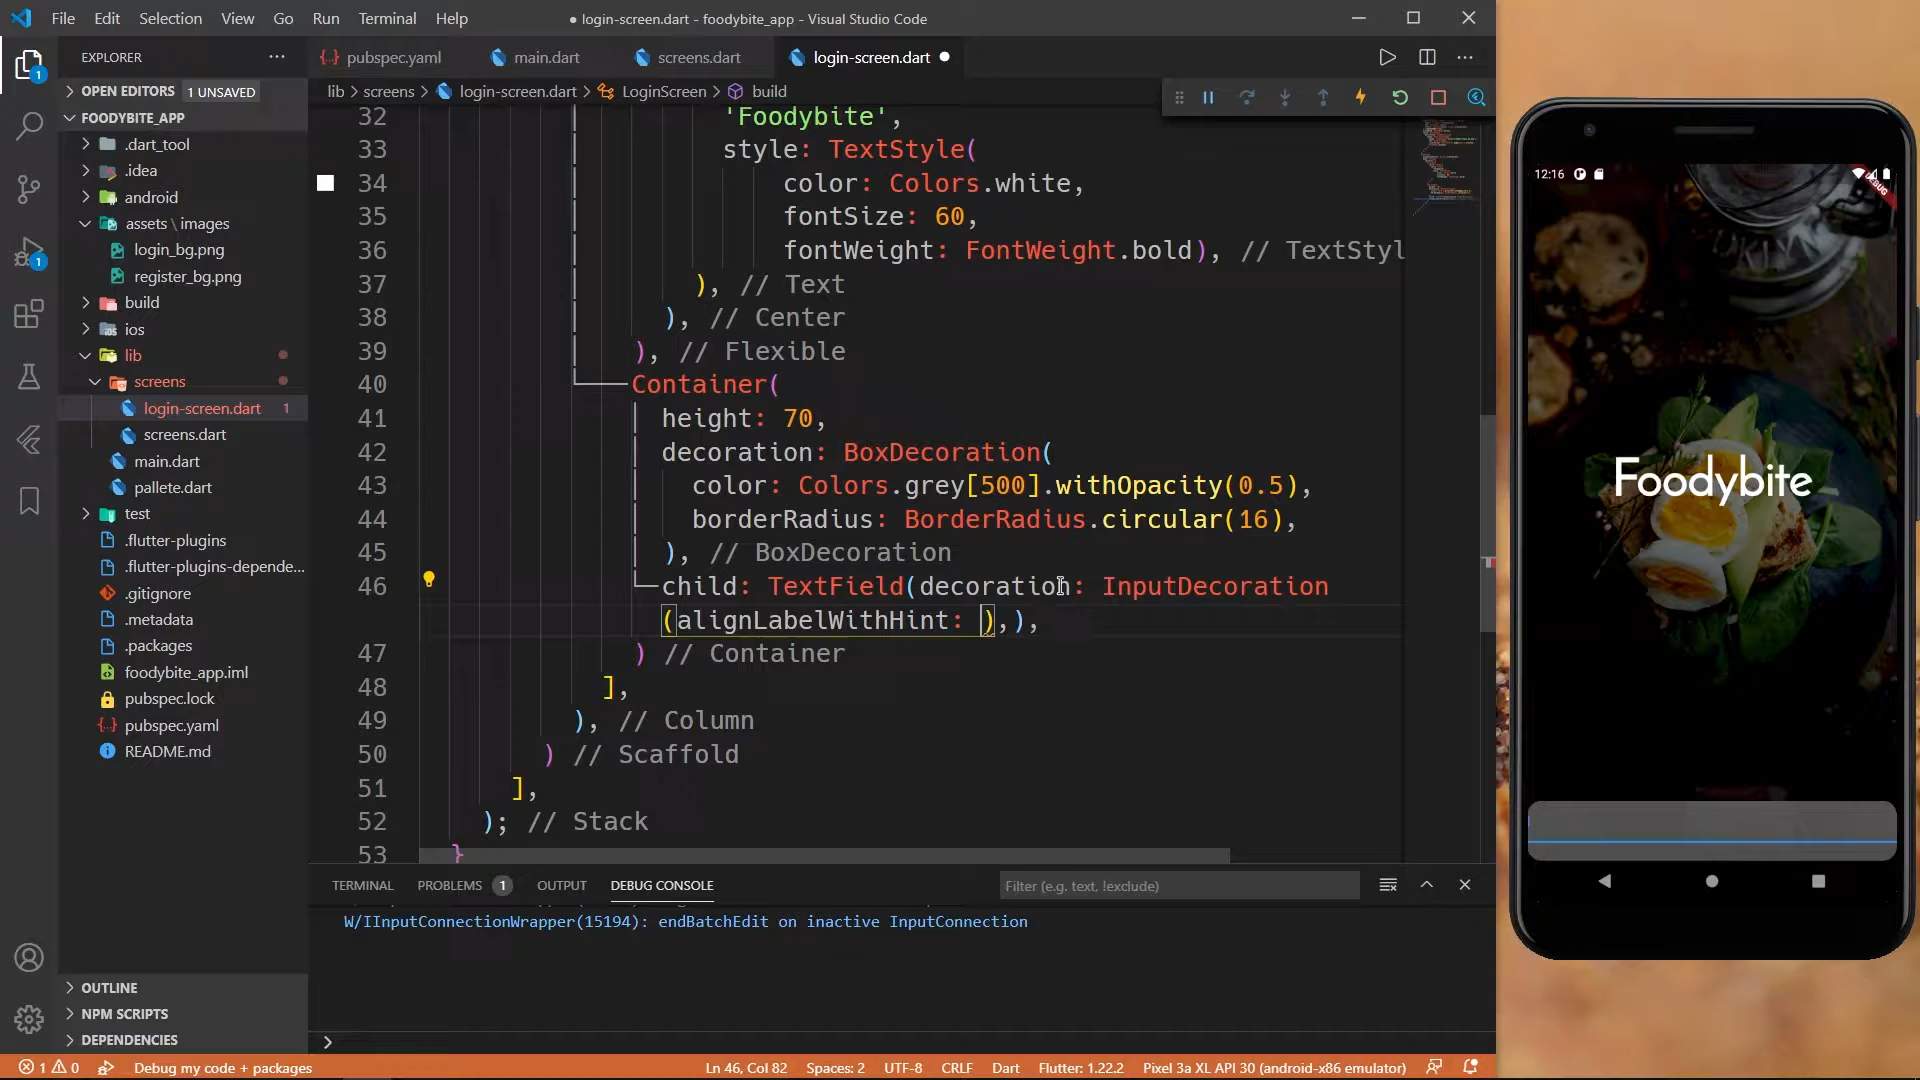 File Edit Selection View Go Run Terminal Help
● login-screen.dart - foodybite_app - Visual Studio Code
EXPLORER
OPEN EDITORS 1 UNSAVED
FOODYBITE_APP
.dart_tool
.idea
android
assets \ images
login_bg.png
register_bg.png
build
ios
lib
screens
login-screen.dart 1
screens.dart
main.dart
pallete.dart
test
.flutter-plugins
.flutter-plugins-depende...
.gitignore
.metadata
.packages
foodybite_app.iml
pubspec.lock
pubspec.yaml
README.md
OUTLINE
NPM SCRIPTS
DEPENDENCIES
pubspec.yaml main.dart screens.dart login-screen.dart
lib > screens > login-screen.dart > LoginScreen > build
32 'Foodybite',
33 style: TextStyle(
34 color: Colors.white,
35 fontSize: 60,
36 fontWeight: FontWeight.bold), // TextStyl
37 ), // Text
38 ), // Center
39 ), // Flexible
40 Container(
41 height: 70,
42 decoration: BoxDecoration(
43 color: Colors.grey[500].withOpacity(0.5),
44 borderRadius: BorderRadius.circular(16),
45 ), // BoxDecoration
46 child: TextField(decoration: InputDecoration
(alignLabelWithHint: ),),
47 ) // Container
48 ],
49 ), // Column
50 ) // Scaffold
51 ],
52 ); // Stack
53 }
TERMINAL PROBLEMS 1 OUTPUT DEBUG CONSOLE
Filter (e.g. text, !exclude)
W/IInputConnectionWrapper(15194): endBatchEdit on inactive InputConnection
1 0 Debug my code + packages
Ln 46, Col 82 Spaces: 2 UTF-8 CRLF Dart Flutter: 1.22.2 Pixel 3a XL API 30 (android-x86 emulator)
12:16
DEBUG
Foodybite